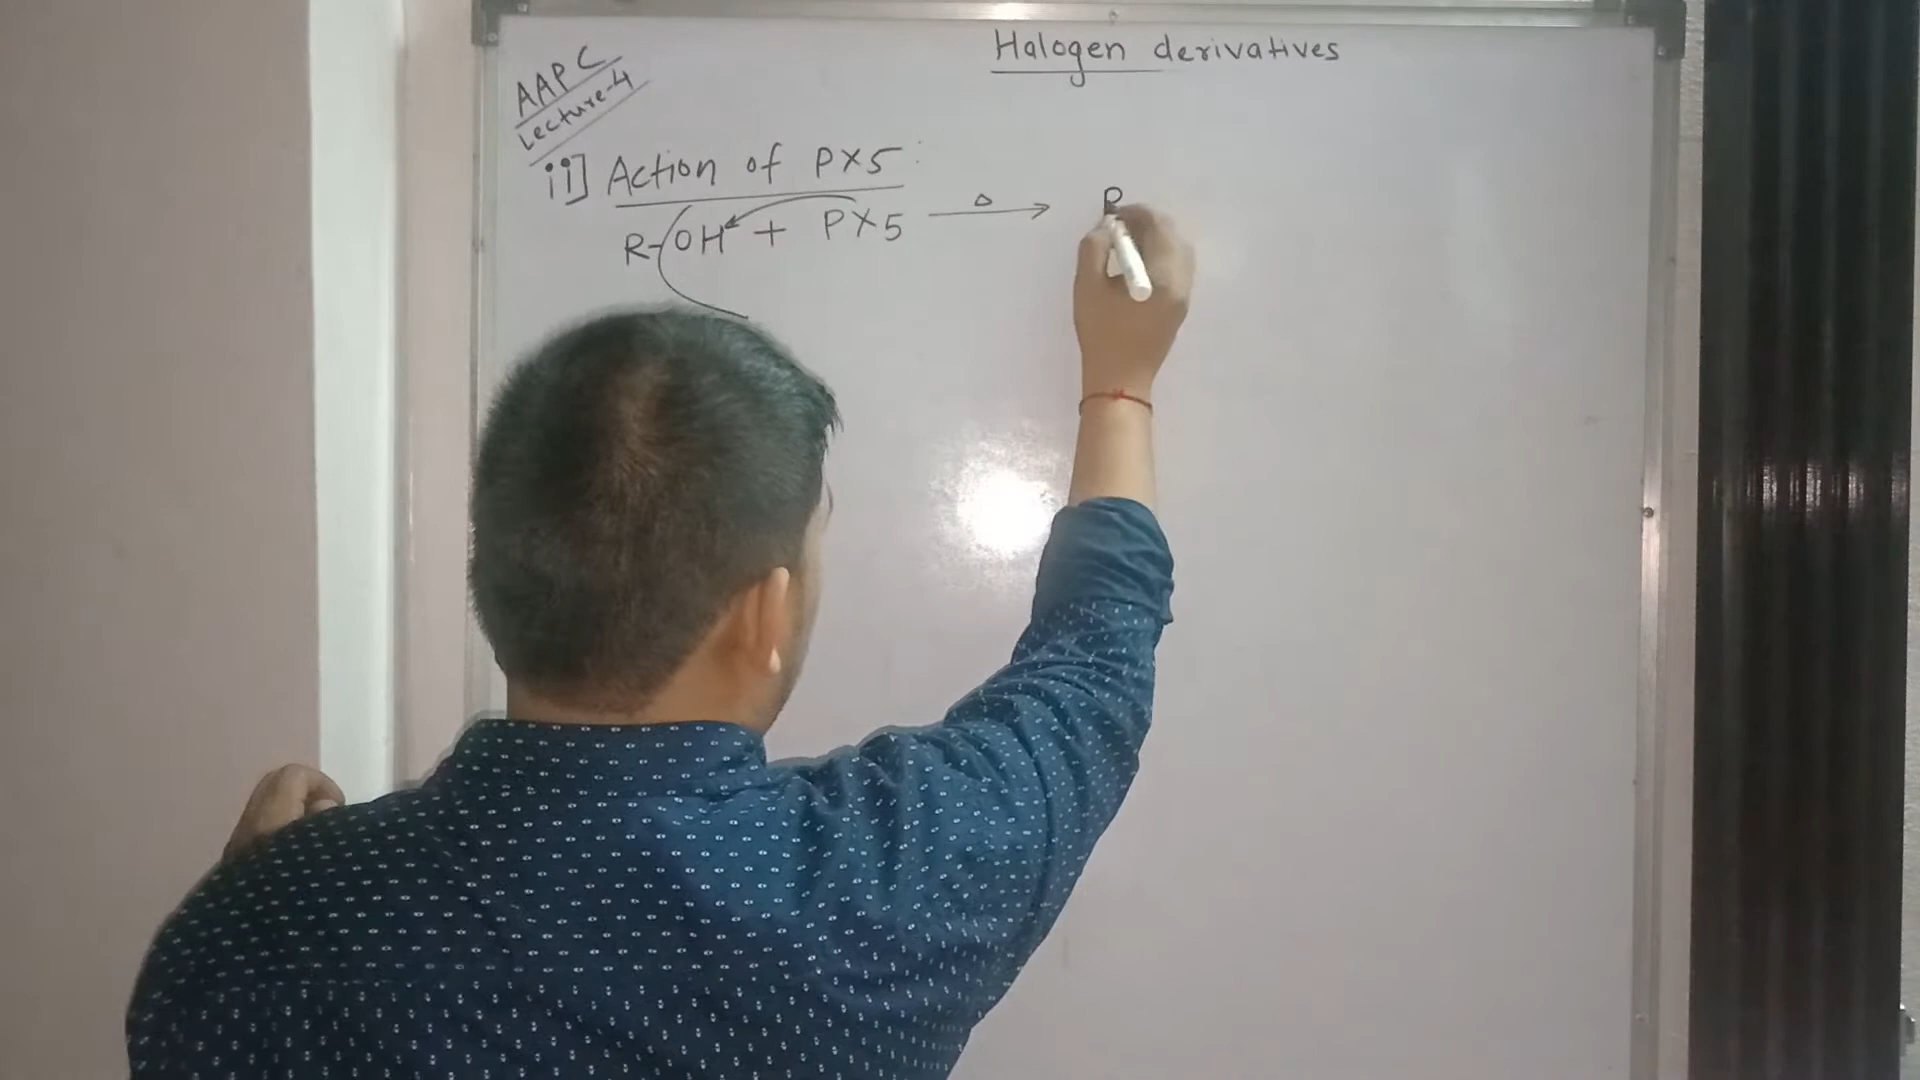 Halogen derivatives
AAPC
Lecture-4
ii] Action of PX5:
R-OH + PX5 —Δ→ R